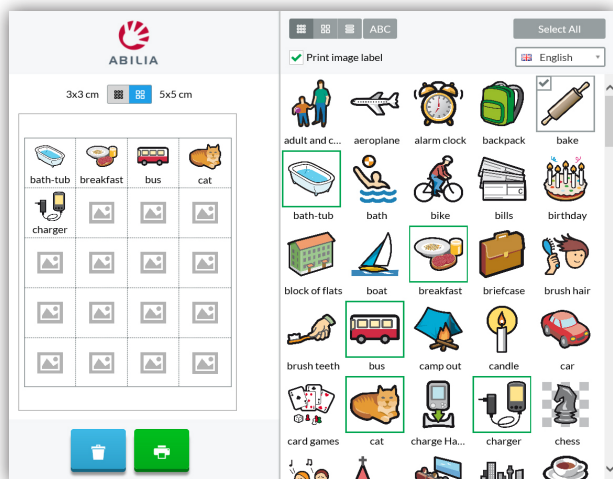 ABILIA
3x3 cm 5x5 cm
bath-tub breakfast bus cat
charger
ABC Select All
Print image label English
adult and c... aeroplane alarm clock backpack bake
bath-tub bath bike bills birthday
block of flats boat breakfast briefcase brush hair
brush teeth bus camp out candle car
card games cat charge Ha... charger chess